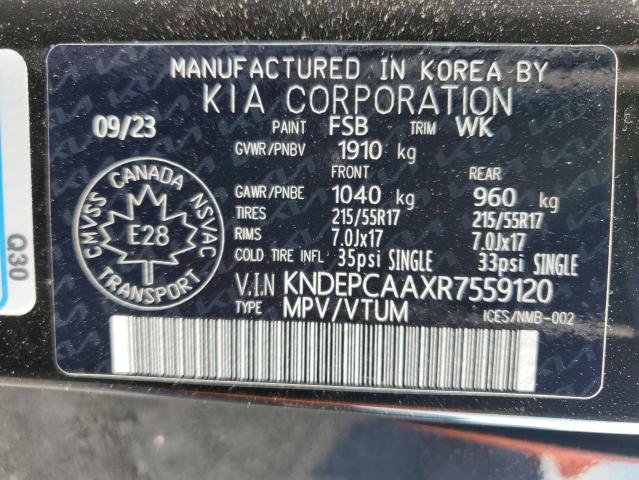 MANUFACTURED IN KOREA BY
KIA CORPORATION
09/23 PAINT FSB TRIM WK
GVWR/PNBV 1910 kg
FRONT REAR
GAWR/PNBE 1040 kg 960 kg
TIRES 215/55R17 215/55R17
RIMS 7.0Jx17 7.0Jx17
COLD TIRE INFL 35psi SINGLE 33psi SINGLE
V.I.N KNDEPCAAXR7559120
TYPE MPV/VTUM ICES/NMB-002
CANADA
CMVSS NSVAC
E28
TRANSPORT
Q30